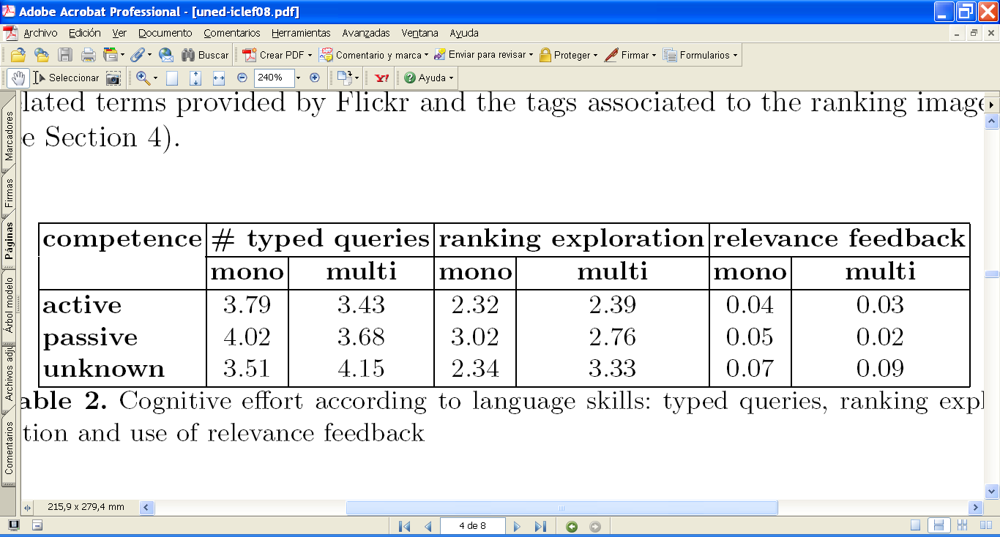 Adobe Acrobat Professional - [uned-iclef08.pdf]
Archivo Edición Ver Documento Comentarios Herramientas Avanzadas Ventana Ayuda
Buscar Crear PDF Comentario y marca Enviar para revisar Proteger Firmar Formularios
Seleccionar 240% Y! Ayuda
Marcadores
Firmas
Páginas
Árbol modelo
Archivos adju
Comentarios
lated terms provided by Flickr and the tags associated to the ranking image
e Section 4).
competence # typed queries ranking exploration relevance feedback
mono multi mono multi mono multi
active 3.79 3.43 2.32 2.39 0.04 0.03
passive 4.02 3.68 3.02 2.76 0.05 0.02
unknown 3.51 4.15 2.34 3.33 0.07 0.09
able 2. Cognitive effort according to language skills: typed queries, ranking expl
tion and use of relevance feedback
215,9 x 279,4 mm
4 de 8